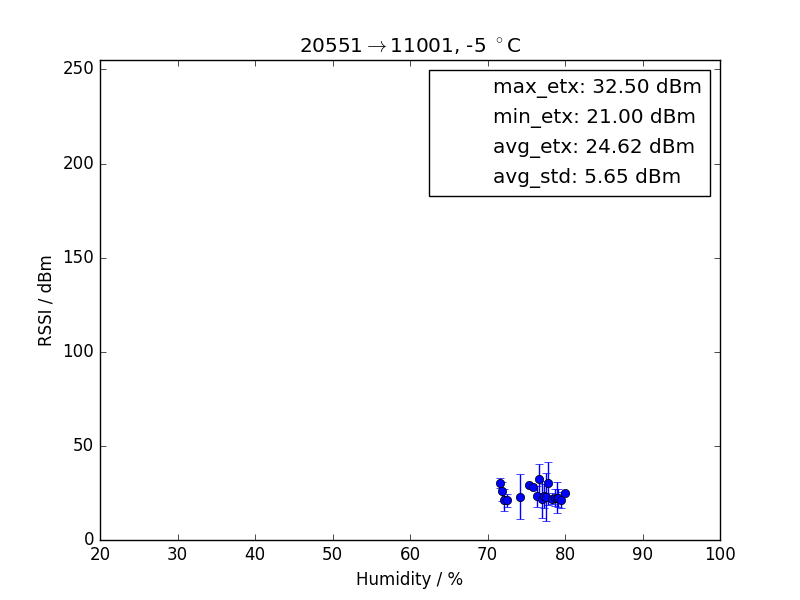 20551→11001, -5 °C
max_etx: 32.50 dBm
min_etx: 21.00 dBm
avg_etx: 24.62 dBm
avg_std: 5.65 dBm
RSSI / dBm
250
200
150
100
50
0
20 30 40 50 60 70 80 90 100
Humidity / %